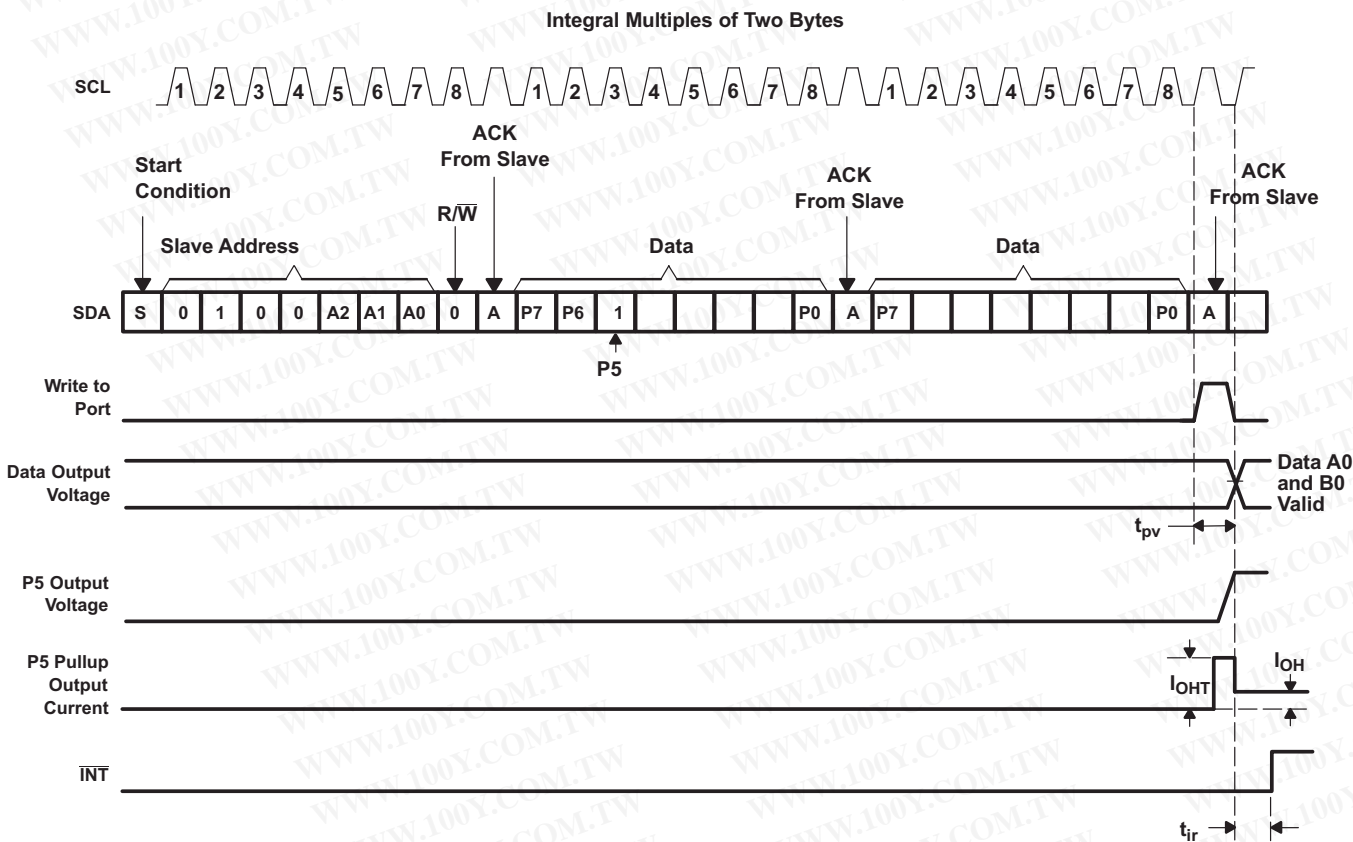 Integral Multiples of Two Bytes
SCL 1 2 3 4 5 6 7 8 1 2 3 4 5 6 7 8 1 2 3 4 5 6 7 8
Start
Condition
ACK
From Slave
ACK
From Slave
ACK
From Slave
R/W̅
Slave Address
Data
Data
SDA S 0 1 0 0 A2 A1 A0 0 A P7 P6 1 P0 A P7 P0 A
P5
Write to
Port
Data Output
Voltage
Data A0
and B0
Valid
tpv
P5 Output
Voltage
P5 Pullup
Output
Current
IOHT
IOH
I̅N̅T̅
tir
WWW.100Y.COM.TW